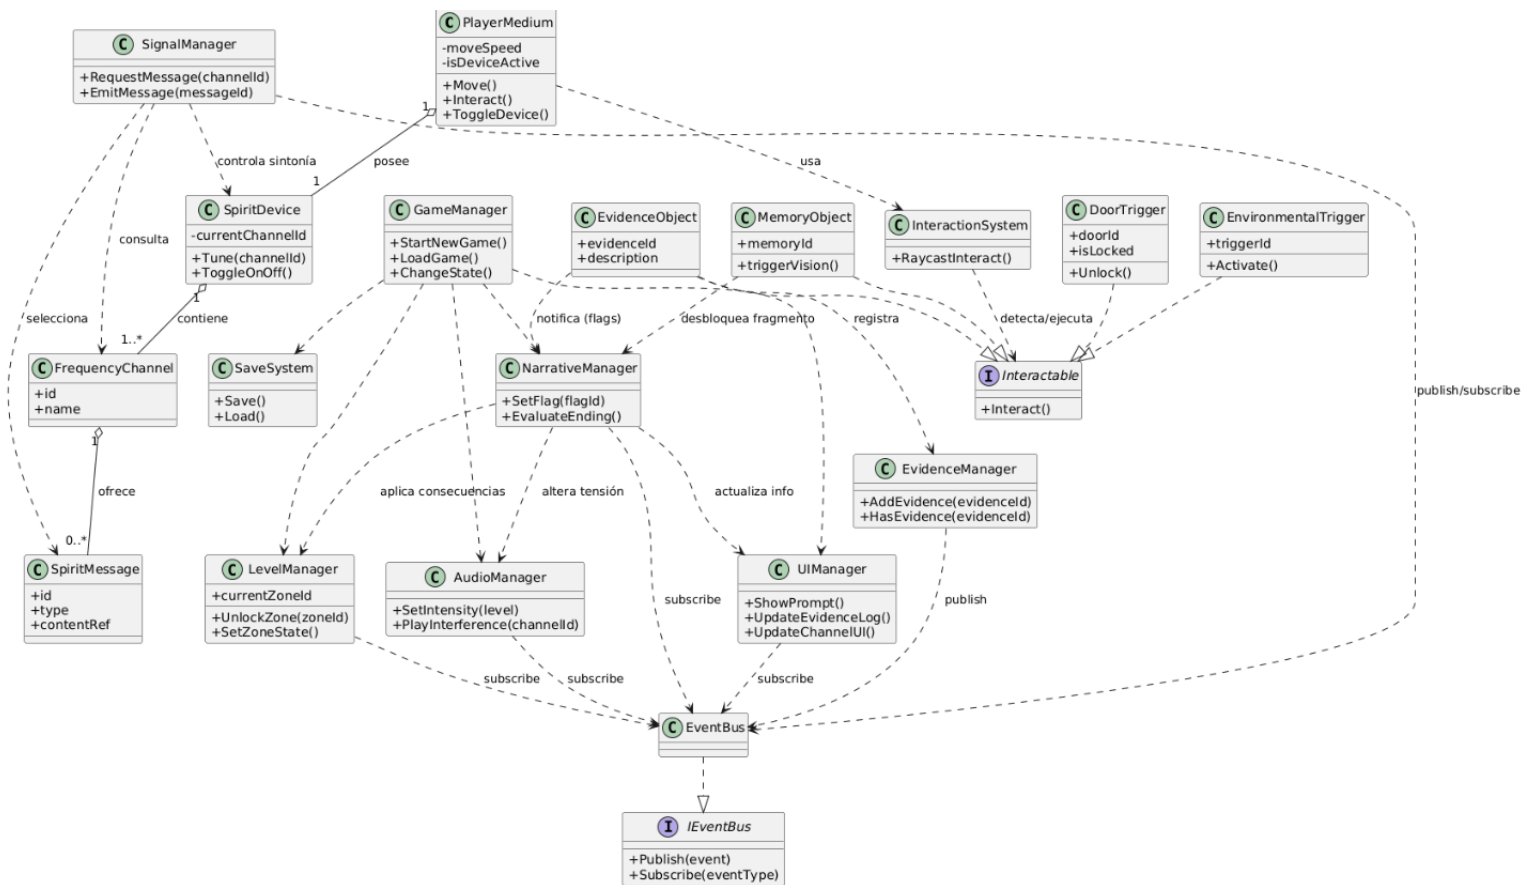 C PlayerMedium
-moveSpeed
-isDeviceActive
+Move()
+Interact()
+ToggleDevice()
C SignalManager
+RequestMessage(channelId)
+EmitMessage(messageId)
1
controla sintonía
posee
usa
1
C SpiritDevice
-currentChannelId
+Tune(channelId)
+ToggleOnOff()
C GameManager
+StartNewGame()
+LoadGame()
+ChangeState()
C EvidenceObject
+evidenceId
+description
C MemoryObject
+memoryId
+triggerVision()
C InteractionSystem
+RaycastInteract()
C DoorTrigger
+doorId
+isLocked
+Unlock()
C EnvironmentalTrigger
+triggerId
+Activate()
consulta
1
selecciona
contiene
notifica (flags)
desbloquea fragmento
registra
detecta/ejecuta
1..*
C FrequencyChannel
+id
+name
C SaveSystem
+Save()
+Load()
C NarrativeManager
+SetFlag(flagId)
+EvaluateEnding()
I Interactable
+Interact()
publish/subscribe
1
C EvidenceManager
+AddEvidence(evidenceId)
+HasEvidence(evidenceId)
ofrece
aplica consecuencias
altera tensión
actualiza info
0..*
C SpiritMessage
+id
+type
+contentRef
C LevelManager
+currentZoneId
+UnlockZone(zoneId)
+SetZoneState()
C AudioManager
+SetIntensity(level)
+PlayInterference(channelId)
C UIManager
+ShowPrompt()
+UpdateEvidenceLog()
+UpdateChannelUI()
subscribe
publish
subscribe
subscribe
subscribe
C EventBus
I IEventBus
+Publish(event)
+Subscribe(eventType)